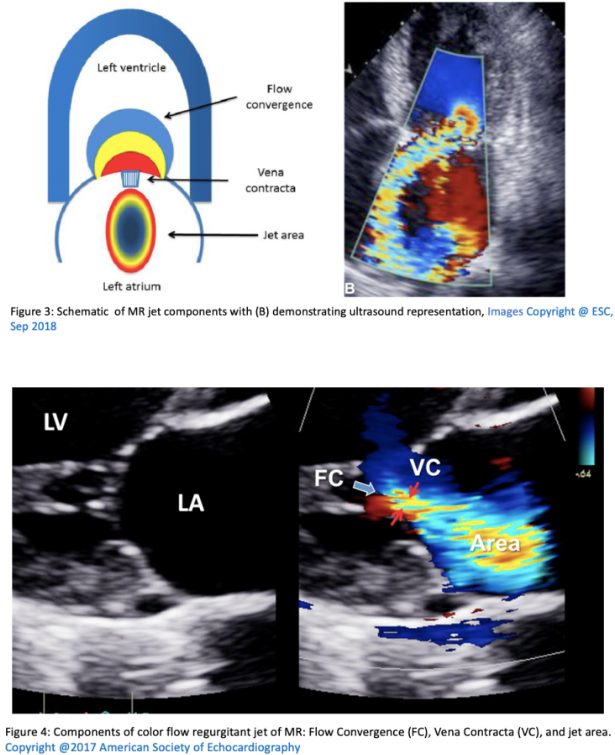 Left ventricle
Flow
convergence
Vena
contracta
Jet area
Left atrium
B
Figure 3: Schematic of MR jet components with (B) demonstrating ultrasound representation, Images Copyright @ ESC,
Sep 2018
LV
LA
FC
VC
Area
-.64
Figure 4: Components of color flow regurgitant jet of MR: Flow Convergence (FC), Vena Contracta (VC), and jet area.
Copyright @2017 American Society of Echocardiography